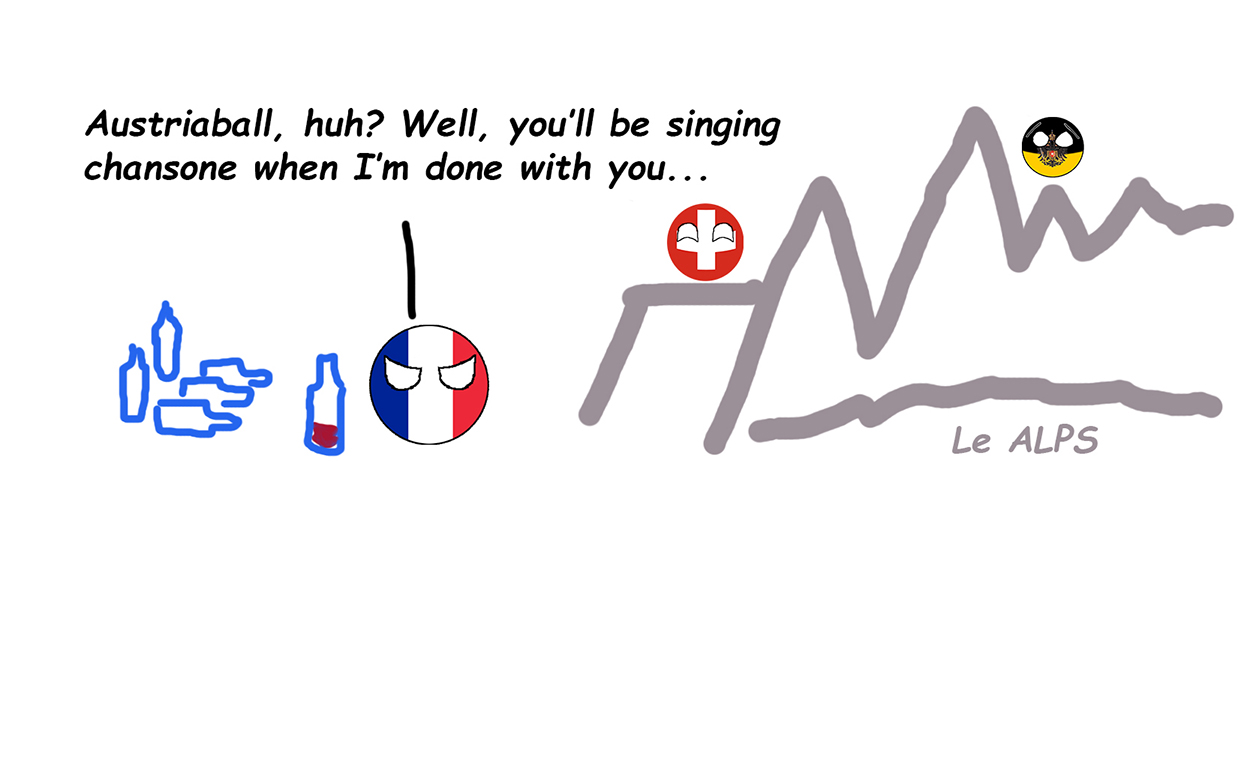 Austriaball, huh? Well, you'll be singing
chansone when I'm done with you...
Le ALPS